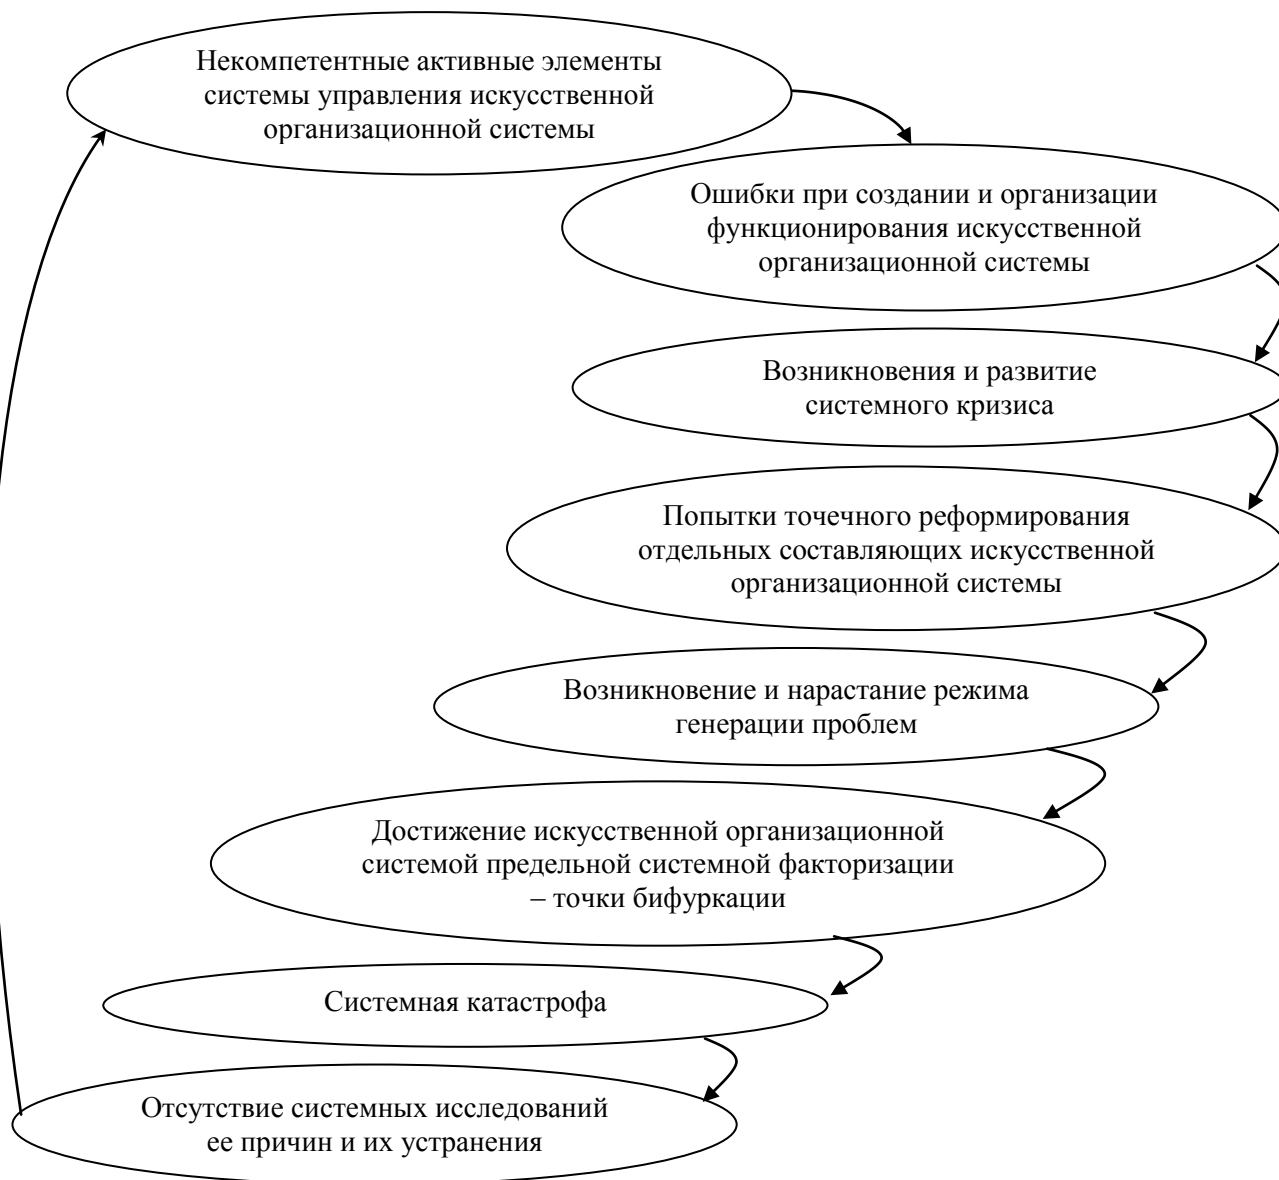 Некомпетентные активные элементы
системы управления искусственной
организационной системы
Ошибки при создании и организации
функционирования искусственной
организационной системы
Возникновения и развитие
системного кризиса
Попытки точечного реформирования
отдельных составляющих искусственной
организационной системы
Возникновение и нарастание режима
генерации проблем
Достижение искусственной организационной
системой предельной системной факторизации
– точки бифуркации
Системная катастрофа
Отсутствие системных исследований
ее причин и их устранения